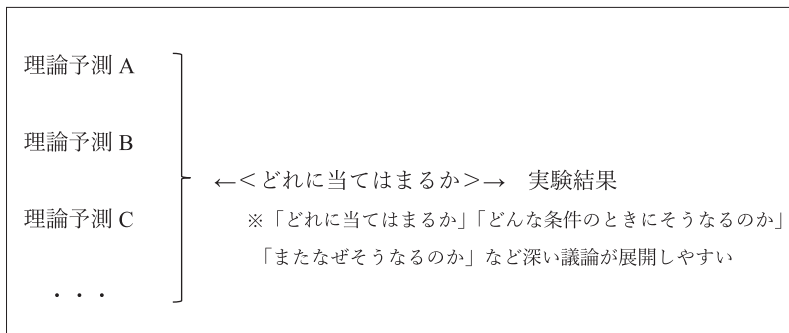 理論予測 A
理論予測 B
←＜どれに当てはまるか＞→　実験結果
理論予測 C
※「どれに当てはまるか」「どんな条件のときにそうなるのか」
「またなぜそうなるのか」など深い議論が展開しやすい
・・・